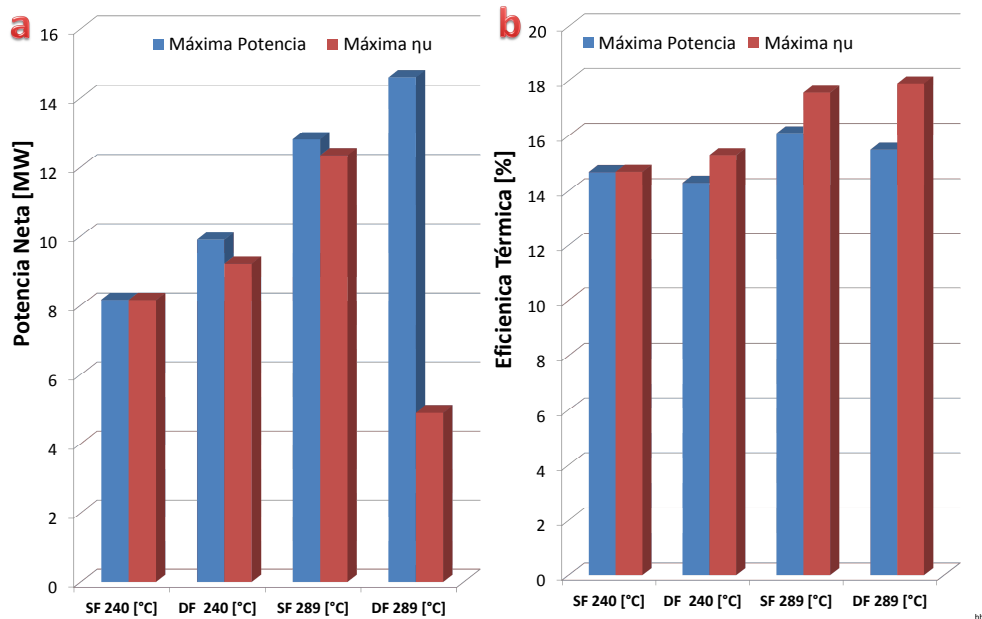 a
Máxima Potencia Máxima ηu
Potencia Neta [MW]
16
14
12
10
8
6
4
2
0
SF 240 [°C] DF 240 [°C] SF 289 [°C] DF 289 [°C]
b
Máxima Potencia Máxima ηu
Eficienica Térmica [%]
20
18
16
14
12
10
8
6
4
2
0
SF 240 [°C] DF 240 [°C] SF 289 [°C] DF 289 [°C]